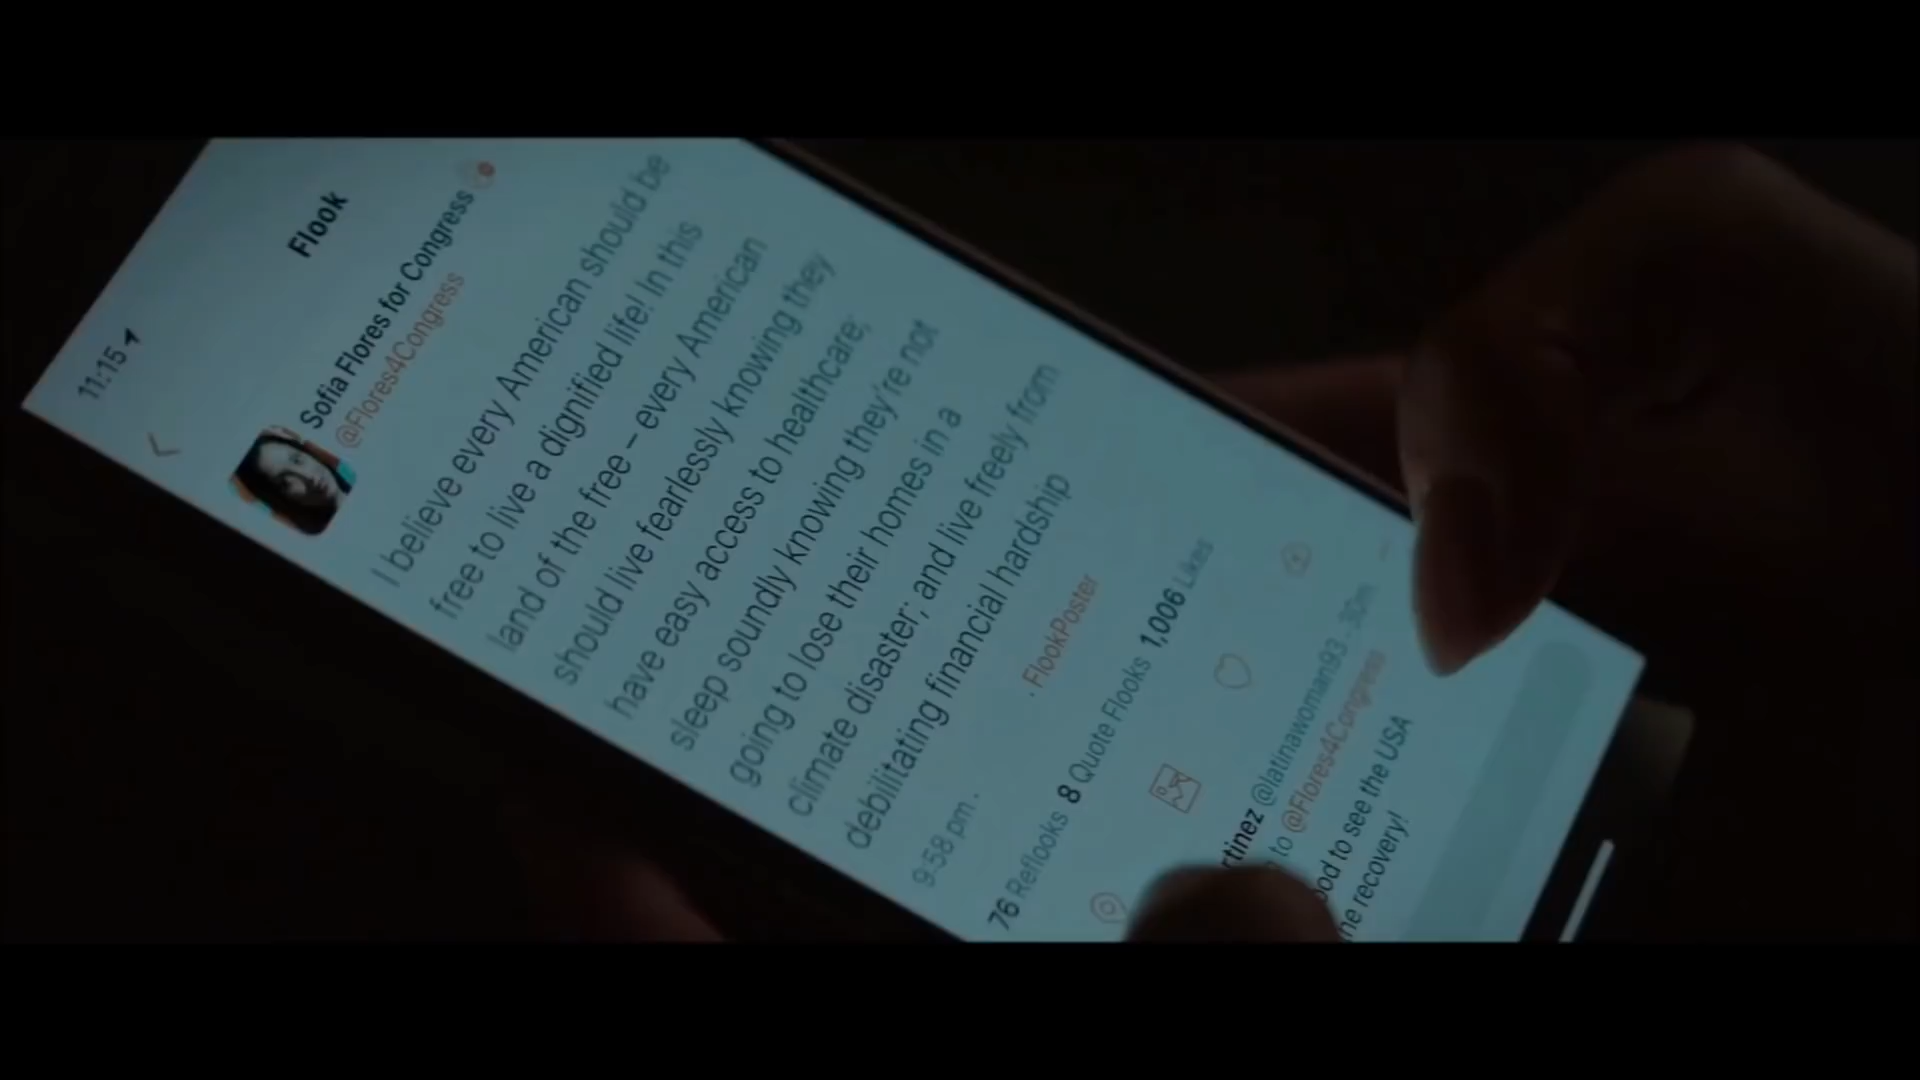 11:15
Flook
Sofia Flores for Congress
@Flores4Congress
I believe every American should be
free to live a dignified life! In this
land of the free – every American
should live fearlessly knowing they
have easy access to healthcare;
sleep soundly knowing they're not
going to lose their homes in a
climate disaster; and live freely from
debilitating financial hardship
9:58 pm · · FlookPoster
76 Reflooks 8 Quote Flooks 1,006 Likes
rtinez @latinawoman93 - 30m
to @Flores4Congress
ood to see the USA
he recovery!